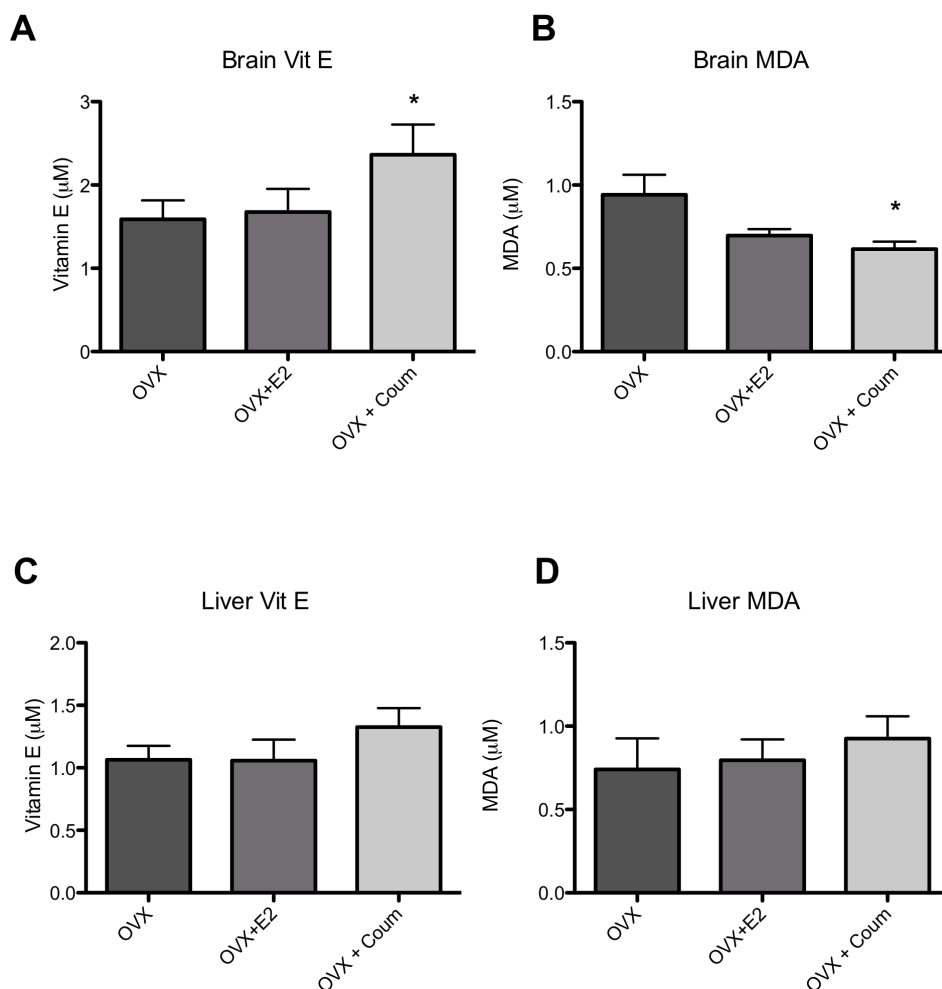 A
Brain Vit E
Vitamin E (μM)
3
2
1
0
*
OVX
OVX+E2
OVX + Coum
B
Brain MDA
MDA (μM)
1.5
1.0
0.5
0.0
*
OVX
OVX+E2
OVX + Coum
C
Liver Vit E
Vitamin E (μM)
2.0
1.5
1.0
0.5
0.0
OVX
OVX+E2
OVX + Coum
D
Liver MDA
MDA (μM)
1.5
1.0
0.5
0.0
OVX
OVX+E2
OVX + Coum